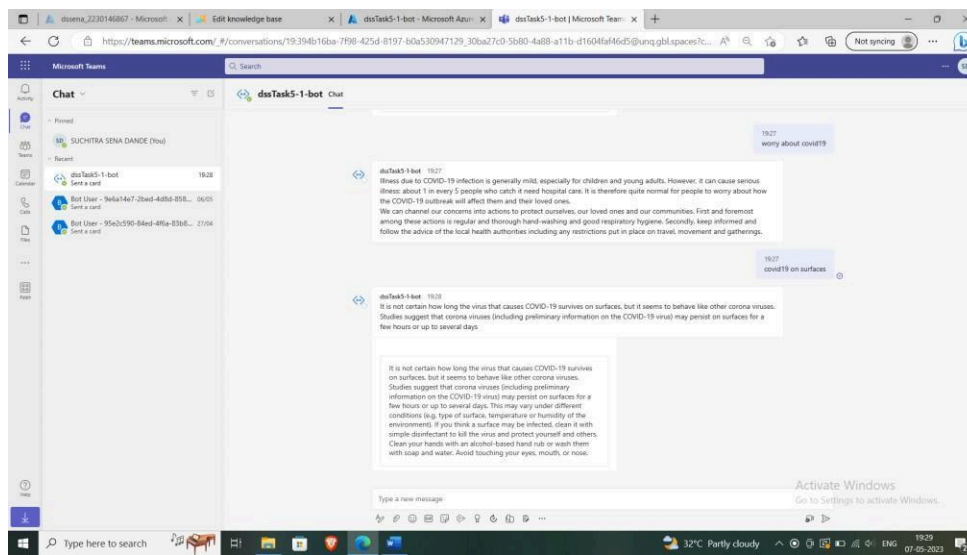 dssena_2230146867 - Microsoft
Edit knowledge base
dssTask5-1-bot - Microsoft Azure
dssTask5-1-bot | Microsoft Team
Not syncing
Microsoft Teams
Search
Activity
Chat
Teams
Calendar
Calls
Files
...
Apps
Help
Chat
Pinned
SUCHITRA SENA DANDE (You)
Recent
dssTask5-1-bot 19:28
Sent a card
Bot User - 9e6a14e7-2bed-4d8d-858... 06/05
Sent a card
Bot User - 95e2c590-84ed-4f6a-83b8... 27/04
Sent a card
dssTask5-1-bot Chat
19:27
worry about covid19
dssTask5-1-bot 19:27
Illness due to COVID-19 infection is generally mild, especially for children and young adults. However, it can cause serious
illness: about 1 in every 5 people who catch it need hospital care. It is therefore quite normal for people to worry about how
the COVID-19 outbreak will affect them and their loved ones.
We can channel our concerns into actions to protect ourselves, our loved ones and our communities. First and foremost
among these actions is regular and thorough hand-washing and good respiratory hygiene. Secondly, keep informed and
follow the advice of the local health authorities including any restrictions put in place on travel, movement and gatherings.
19:27
covid19 on surfaces
dssTask5-1-bot 19:28
It is not certain how long the virus that causes COVID-19 survives on surfaces, but it seems to behave like other corona viruses.
Studies suggest that corona viruses (including preliminary information on the COVID-19 virus) may persist on surfaces for a
few hours or up to several days
It is not certain how long the virus that causes COVID-19 survives
on surfaces, but it seems to behave like other corona viruses.
Studies suggest that corona viruses (including preliminary
information on the COVID-19 virus) may persist on surfaces for a
few hours or up to several days. This may vary under different
conditions (e.g. type of surface, temperature or humidity of the
environment). If you think a surface may be infected, clean it with
simple disinfectant to kill the virus and protect yourself and others.
Clean your hands with an alcohol-based hand rub or wash them
with soap and water. Avoid touching your eyes, mouth, or nose.
Type a new message
Activate Windows
Go to Settings to activate Windows.
Type here to search
32°C Partly cloudy
ENG
19:29
07-05-2023